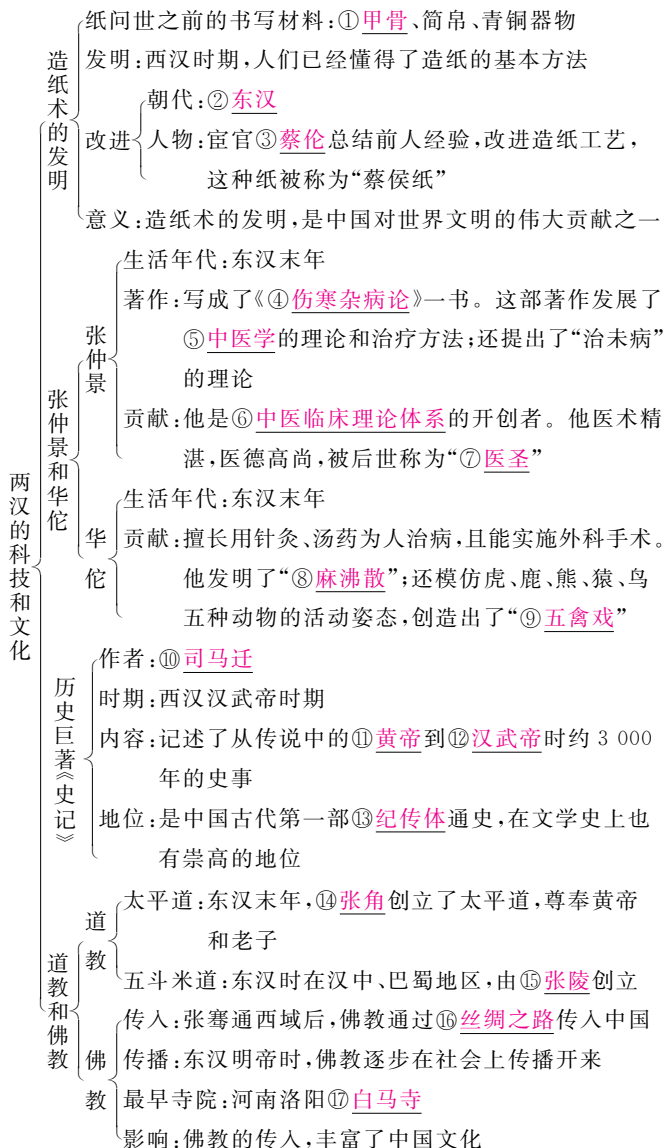 两汉的科技和文化
造纸术的发明
纸问世之前的书写材料:①甲骨、简帛、青铜器物
发明:西汉时期,人们已经懂得了造纸的基本方法
改进
朝代:②东汉
人物:宦官③蔡伦总结前人经验,改进造纸工艺,
这种纸被称为“蔡侯纸”
意义:造纸术的发明,是中国对世界文明的伟大贡献之一
张仲景和华佗
张仲景
生活年代:东汉末年
著作:写成了《④伤寒杂病论》一书。这部著作发展了
⑤中医学的理论和治疗方法;还提出了“治未病”
的理论
贡献:他是⑥中医临床理论体系的开创者。他医术精
湛,医德高尚,被后世称为“⑦医圣”
华佗
生活年代:东汉末年
贡献:擅长用针灸、汤药为人治病,且能实施外科手术。
他发明了“⑧麻沸散”;还模仿虎、鹿、熊、猿、鸟
五种动物的活动姿态,创造出了“⑨五禽戏”
历史巨著《史记》
作者:⑩司马迁
时期:西汉汉武帝时期
内容:记述了从传说中的⑪黄帝到⑫汉武帝时约 3 000
年的史事
地位:是中国古代第一部⑬纪传体通史,在文学史上也
有崇高的地位
道教和佛教
道教
太平道:东汉末年,⑭张角创立了太平道,尊奉黄帝
和老子
五斗米道:东汉时在汉中、巴蜀地区,由⑮张陵创立
佛教
传入:张骞通西域后,佛教通过⑯丝绸之路传入中国
传播:东汉明帝时,佛教逐步在社会上传播开来
最早寺院:河南洛阳⑰白马寺
影响:佛教的传入,丰富了中国文化